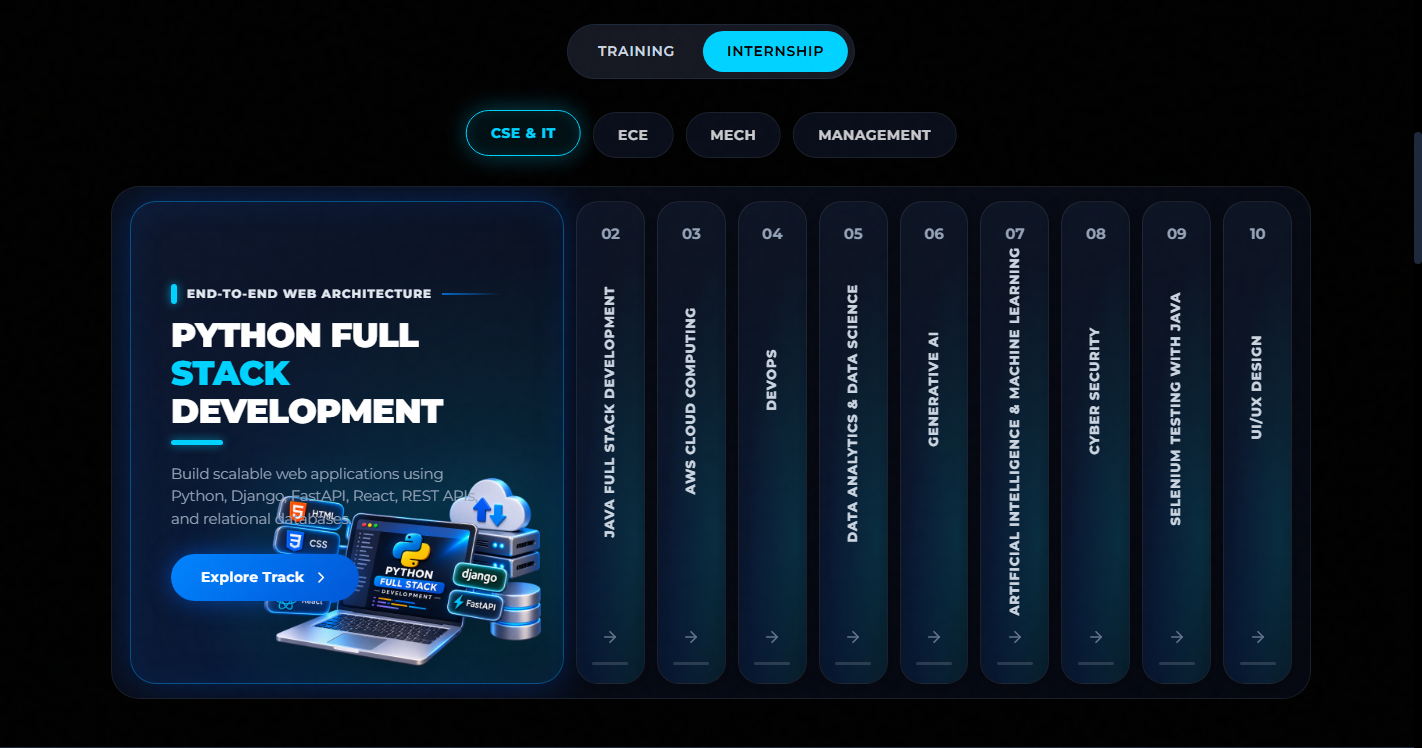 TRAINING
INTERNSHIP
CSE & IT
ECE
MECH
MANAGEMENT
END-TO-END WEB ARCHITECTURE
PYTHON FULL
STACK
DEVELOPMENT
Build scalable web applications using
Python, Django, FastAPI, React, REST APIs,
and relational databases.
Explore Track
HTML
CSS
React
PYTHON
FULL STACK
DEVELOPMENT
django
FastAPI
02
JAVA FULL STACK DEVELOPMENT
03
AWS CLOUD COMPUTING
04
DEVOPS
05
DATA ANALYTICS & DATA SCIENCE
06
GENERATIVE AI
07
ARTIFICIAL INTELLIGENCE & MACHINE LEARNING
08
CYBER SECURITY
09
SELENIUM TESTING WITH JAVA
10
UI/UX DESIGN